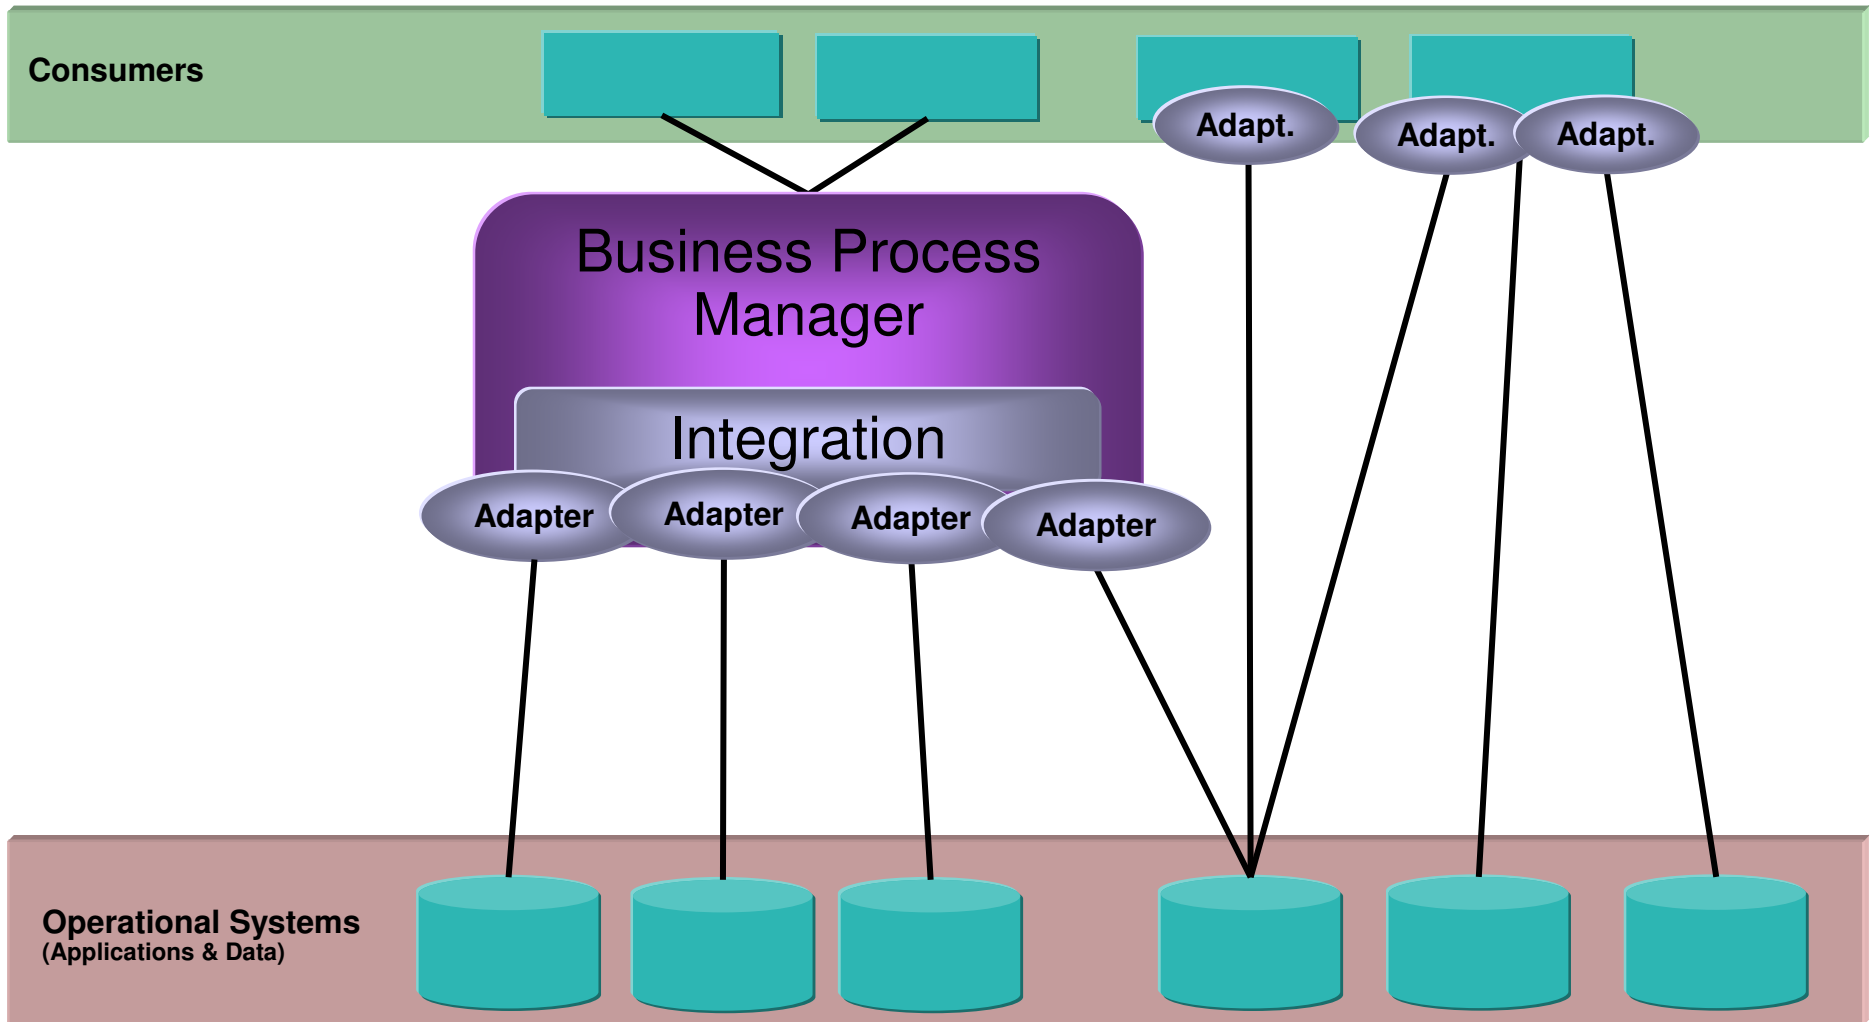 Consumers
Adapt.
Adapt.
Adapt.
Business Process
Manager
Integration
Adapter
Adapter
Adapter
Adapter
Operational Systems
(Applications & Data)